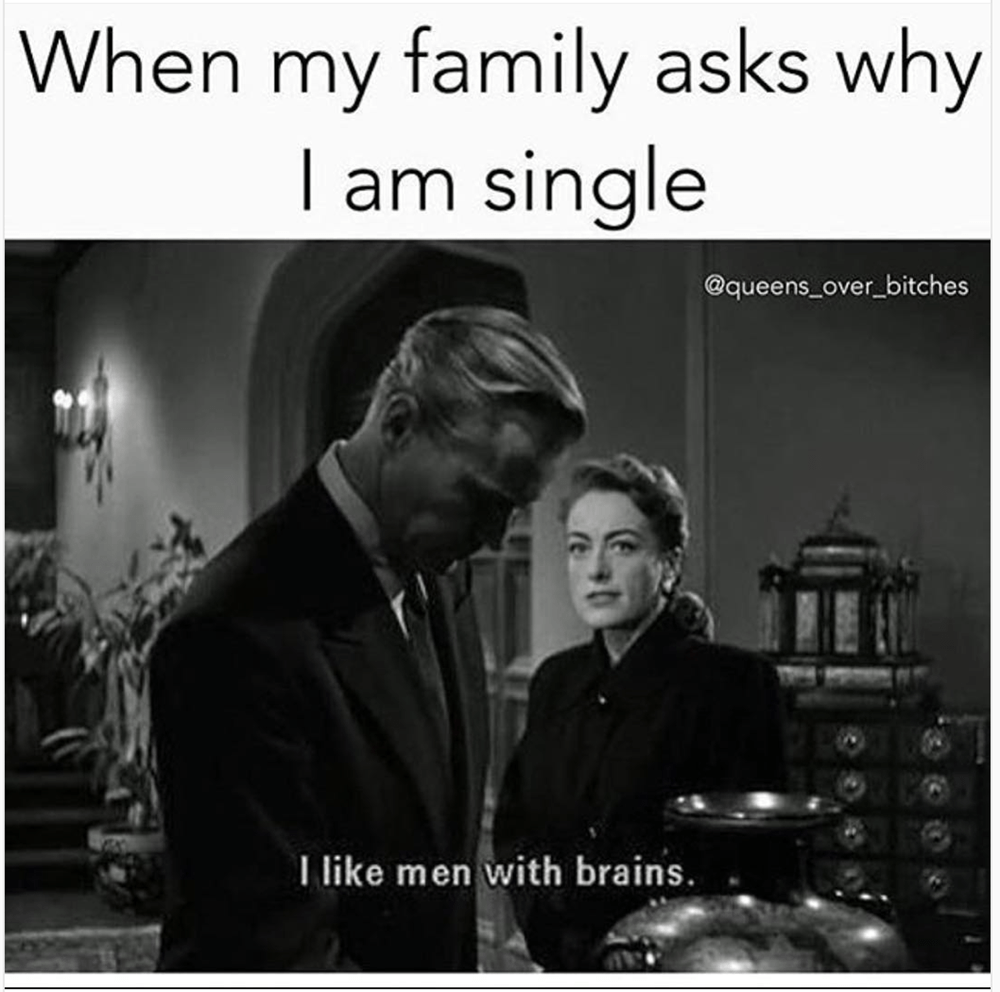 When my family asks why
I am single
@queens_over_bitches
I like men with brains.